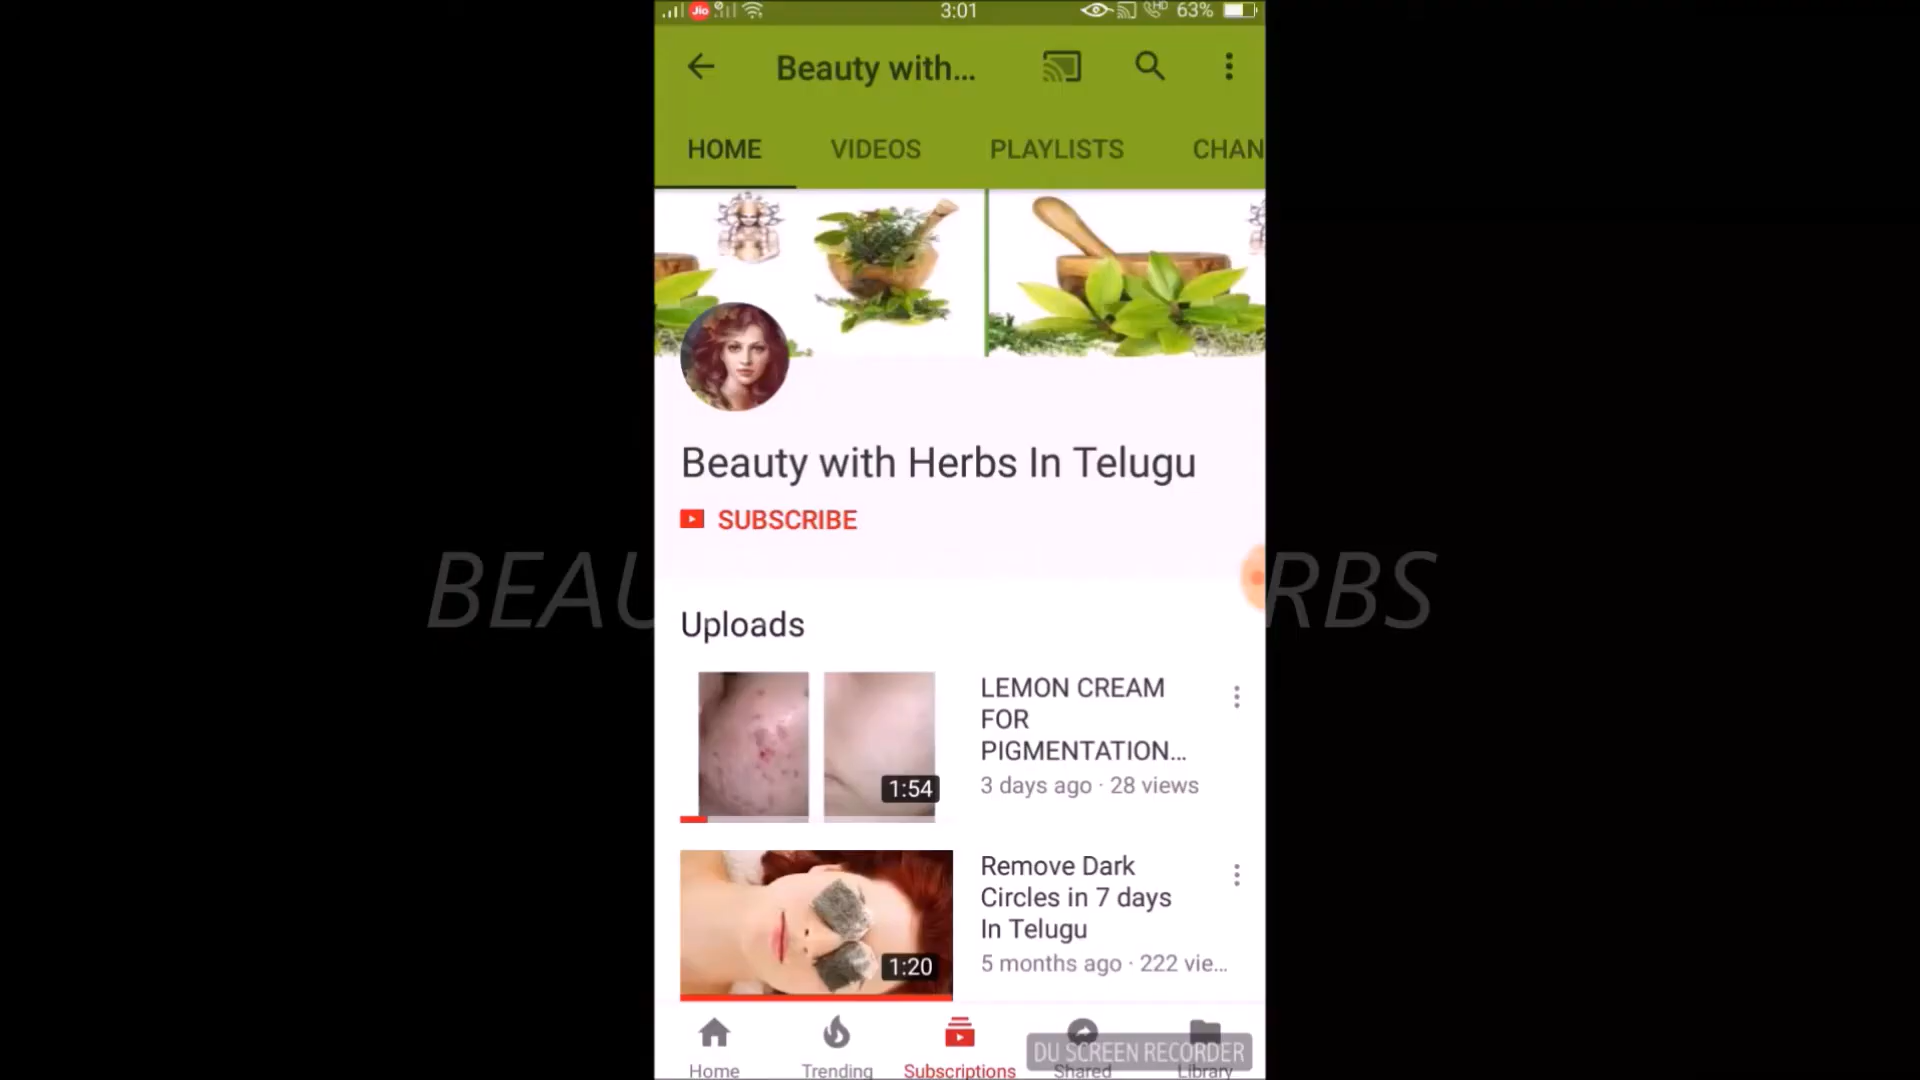 Jio 3:01 HD 63%
Beauty with...
HOME VIDEOS PLAYLISTS CHAN
Beauty with Herbs In Telugu
SUBSCRIBE
BEAU RBS
Uploads
LEMON CREAM
FOR
PIGMENTATION...
3 days ago · 28 views
1:54
Remove Dark
Circles in 7 days
In Telugu
5 months ago · 222 vie...
1:20
DU SCREEN RECORDER
Home Trending Subscriptions Shared Library